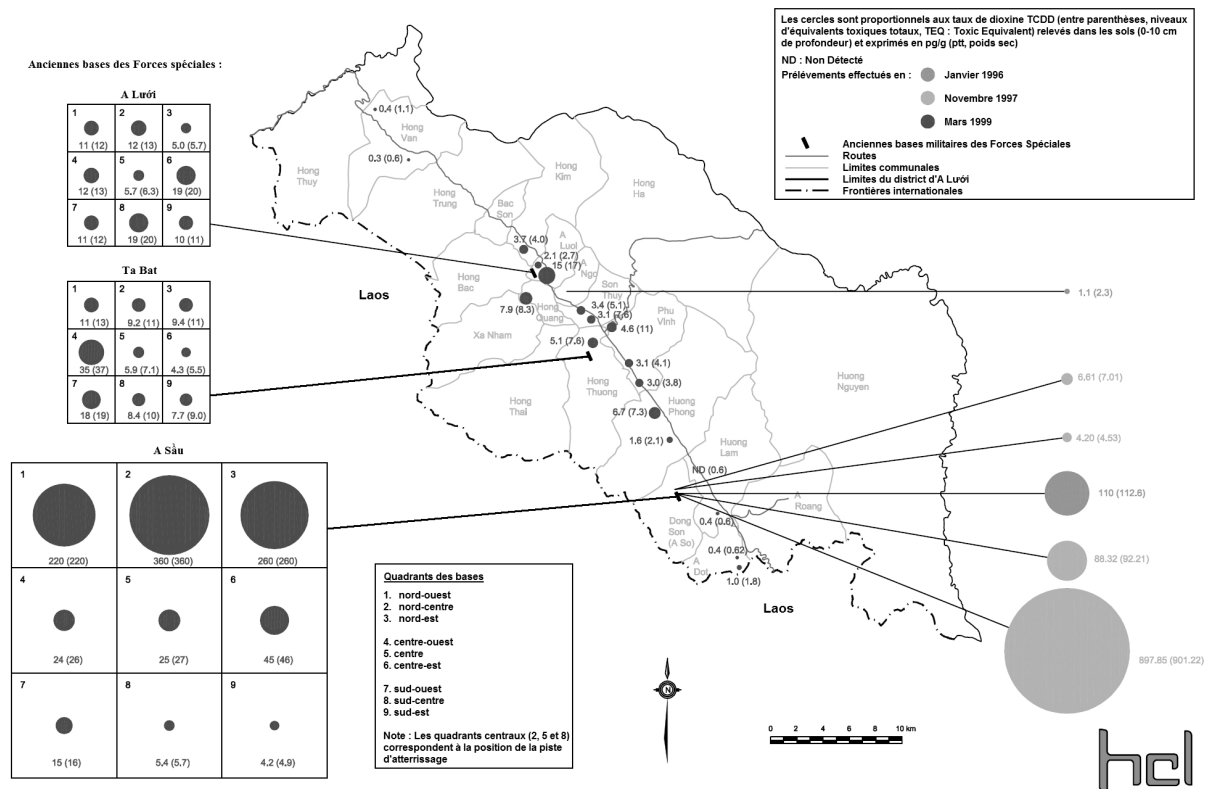 Les cercles sont proportionnels aux taux de dioxine TCDD (entre parenthèses, niveaux
d'équivalents toxiques totaux, TEQ : Toxic Equivalent) relevés dans les sols (0-10 cm
de profondeur) et exprimés en pg/g (ptt, poids sec)
ND : Non Détecté
Prélévements effectués en :
Janvier 1996
Novembre 1997
Mars 1999
Anciennes bases militaires des Forces Spéciales
Routes
Limites communales
Limites du district d'A Lưới
Frontières internationales
Anciennes bases des Forces spéciales :
A Lưới
1 2 3
11 (12) 12 (13) 5.0 (5.7)
4 5 6
12 (13) 5.7 (6.3) 19 (20)
7 8 9
11 (12) 19 (20) 10 (11)
Ta Bat
1 2 3
11 (13) 9.2 (11) 9.4 (11)
4 5 6
35 (37) 5.9 (7.1) 4.3 (5.5)
7 8 9
18 (19) 8.4 (10) 7.7 (9.0)
A Sầu
1 2 3
220 (220) 360 (360) 260 (260)
4 5 6
24 (26) 25 (27) 45 (46)
7 8 9
15 (16) 5.4 (5.7) 4.2 (4.9)
0.4 (1.1)
Hong
Van
0.3 (0.6)
Hong
Thuy
Hong
Kim
Hong
Ha
Hong
Trung
Bac
Son
3.7 (4.0)
A
Luoi
2.1 (2.7)
15 (17)
A
Ngo
Hong
Bac
Son
Thuy
Laos
7.9 (8.3)
Hong
Quang
3.4 (5.1)
3.1 (7.6)
4.6 (11)
Phu
Vinh
Xa Nham
5.1 (7.6)
3.1 (4.1)
3.0 (3.8)
Hong
Thai
Hong
Thuong
Huong
Phong
6.7 (7.3)
1.6 (2.1)
Huong
Nguyen
Huong
Lam
ND (0.6)
A
Roang
Dong
Son
(A So)
0.4 (0.6)
A
Dot
0.4 (0.62)
1.0 (1.8)
Laos
1.1 (2.3)
6.61 (7.01)
4.20 (4.53)
110 (112.6)
88.32 (92.21)
897.85 (901.22)
Quadrants des bases
1. nord-ouest
2. nord-centre
3. nord-est
4. centre-ouest
5. centre
6. centre-est
7. sud-ouest
8. sud-centre
9. sud-est
Note : Les quadrants centraux (2, 5 et 8)
correspondent à la position de la piste
d'atterrissage
N
0 2 4 6 8 10 km
hcl